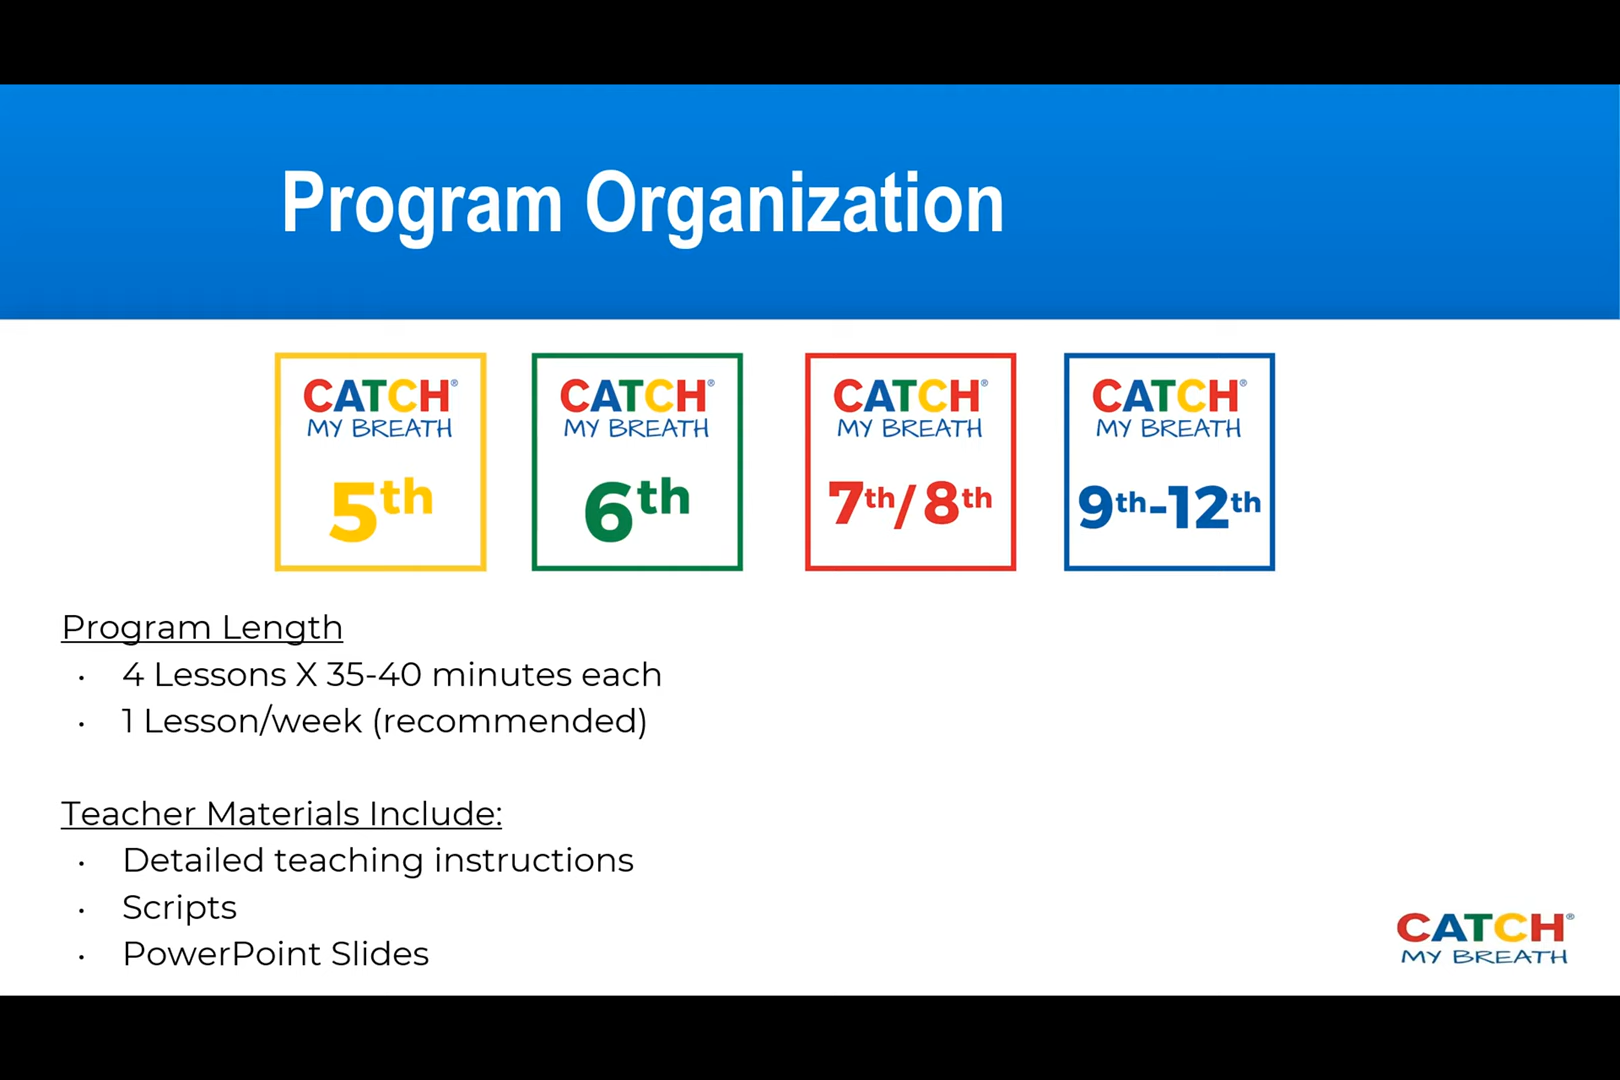 Program Organization
CATCH®
MY BREATH
5th
CATCH®
MY BREATH
6th
CATCH®
MY BREATH
7th/8th
CATCH®
MY BREATH
9th-12th
Program Length
· 4 Lessons X 35-40 minutes each
· 1 Lesson/week (recommended)
Teacher Materials Include:
· Detailed teaching instructions
· Scripts
· PowerPoint Slides
CATCH®
MY BREATH